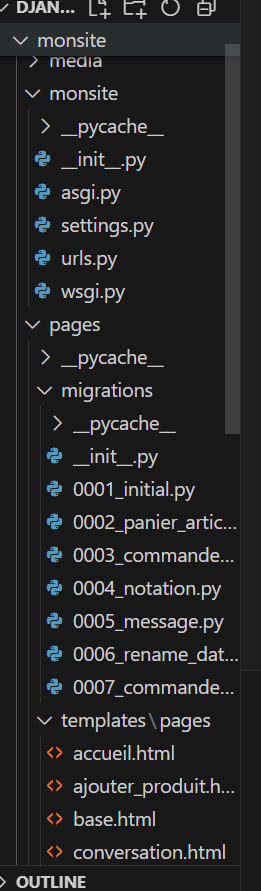 DJAN...
monsite
media
monsite
__pycache__
__init__.py
asgi.py
settings.py
urls.py
wsgi.py
pages
__pycache__
migrations
__pycache__
__init__.py
0001_initial.py
0002_panier_artic...
0003_commande...
0004_notation.py
0005_message.py
0006_rename_dat...
0007_commande...
templates\pages
accueil.html
ajouter_produit.h...
base.html
conversation.html
OUTLINE